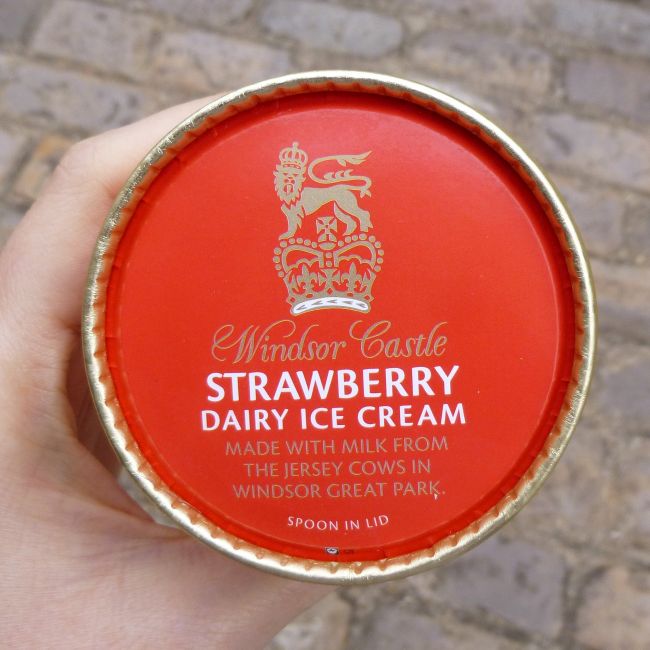 Windsor Castle
STRAWBERRY
DAIRY ICE CREAM
MADE WITH MILK FROM
THE JERSEY COWS IN
WINDSOR GREAT PARK.
SPOON IN LID